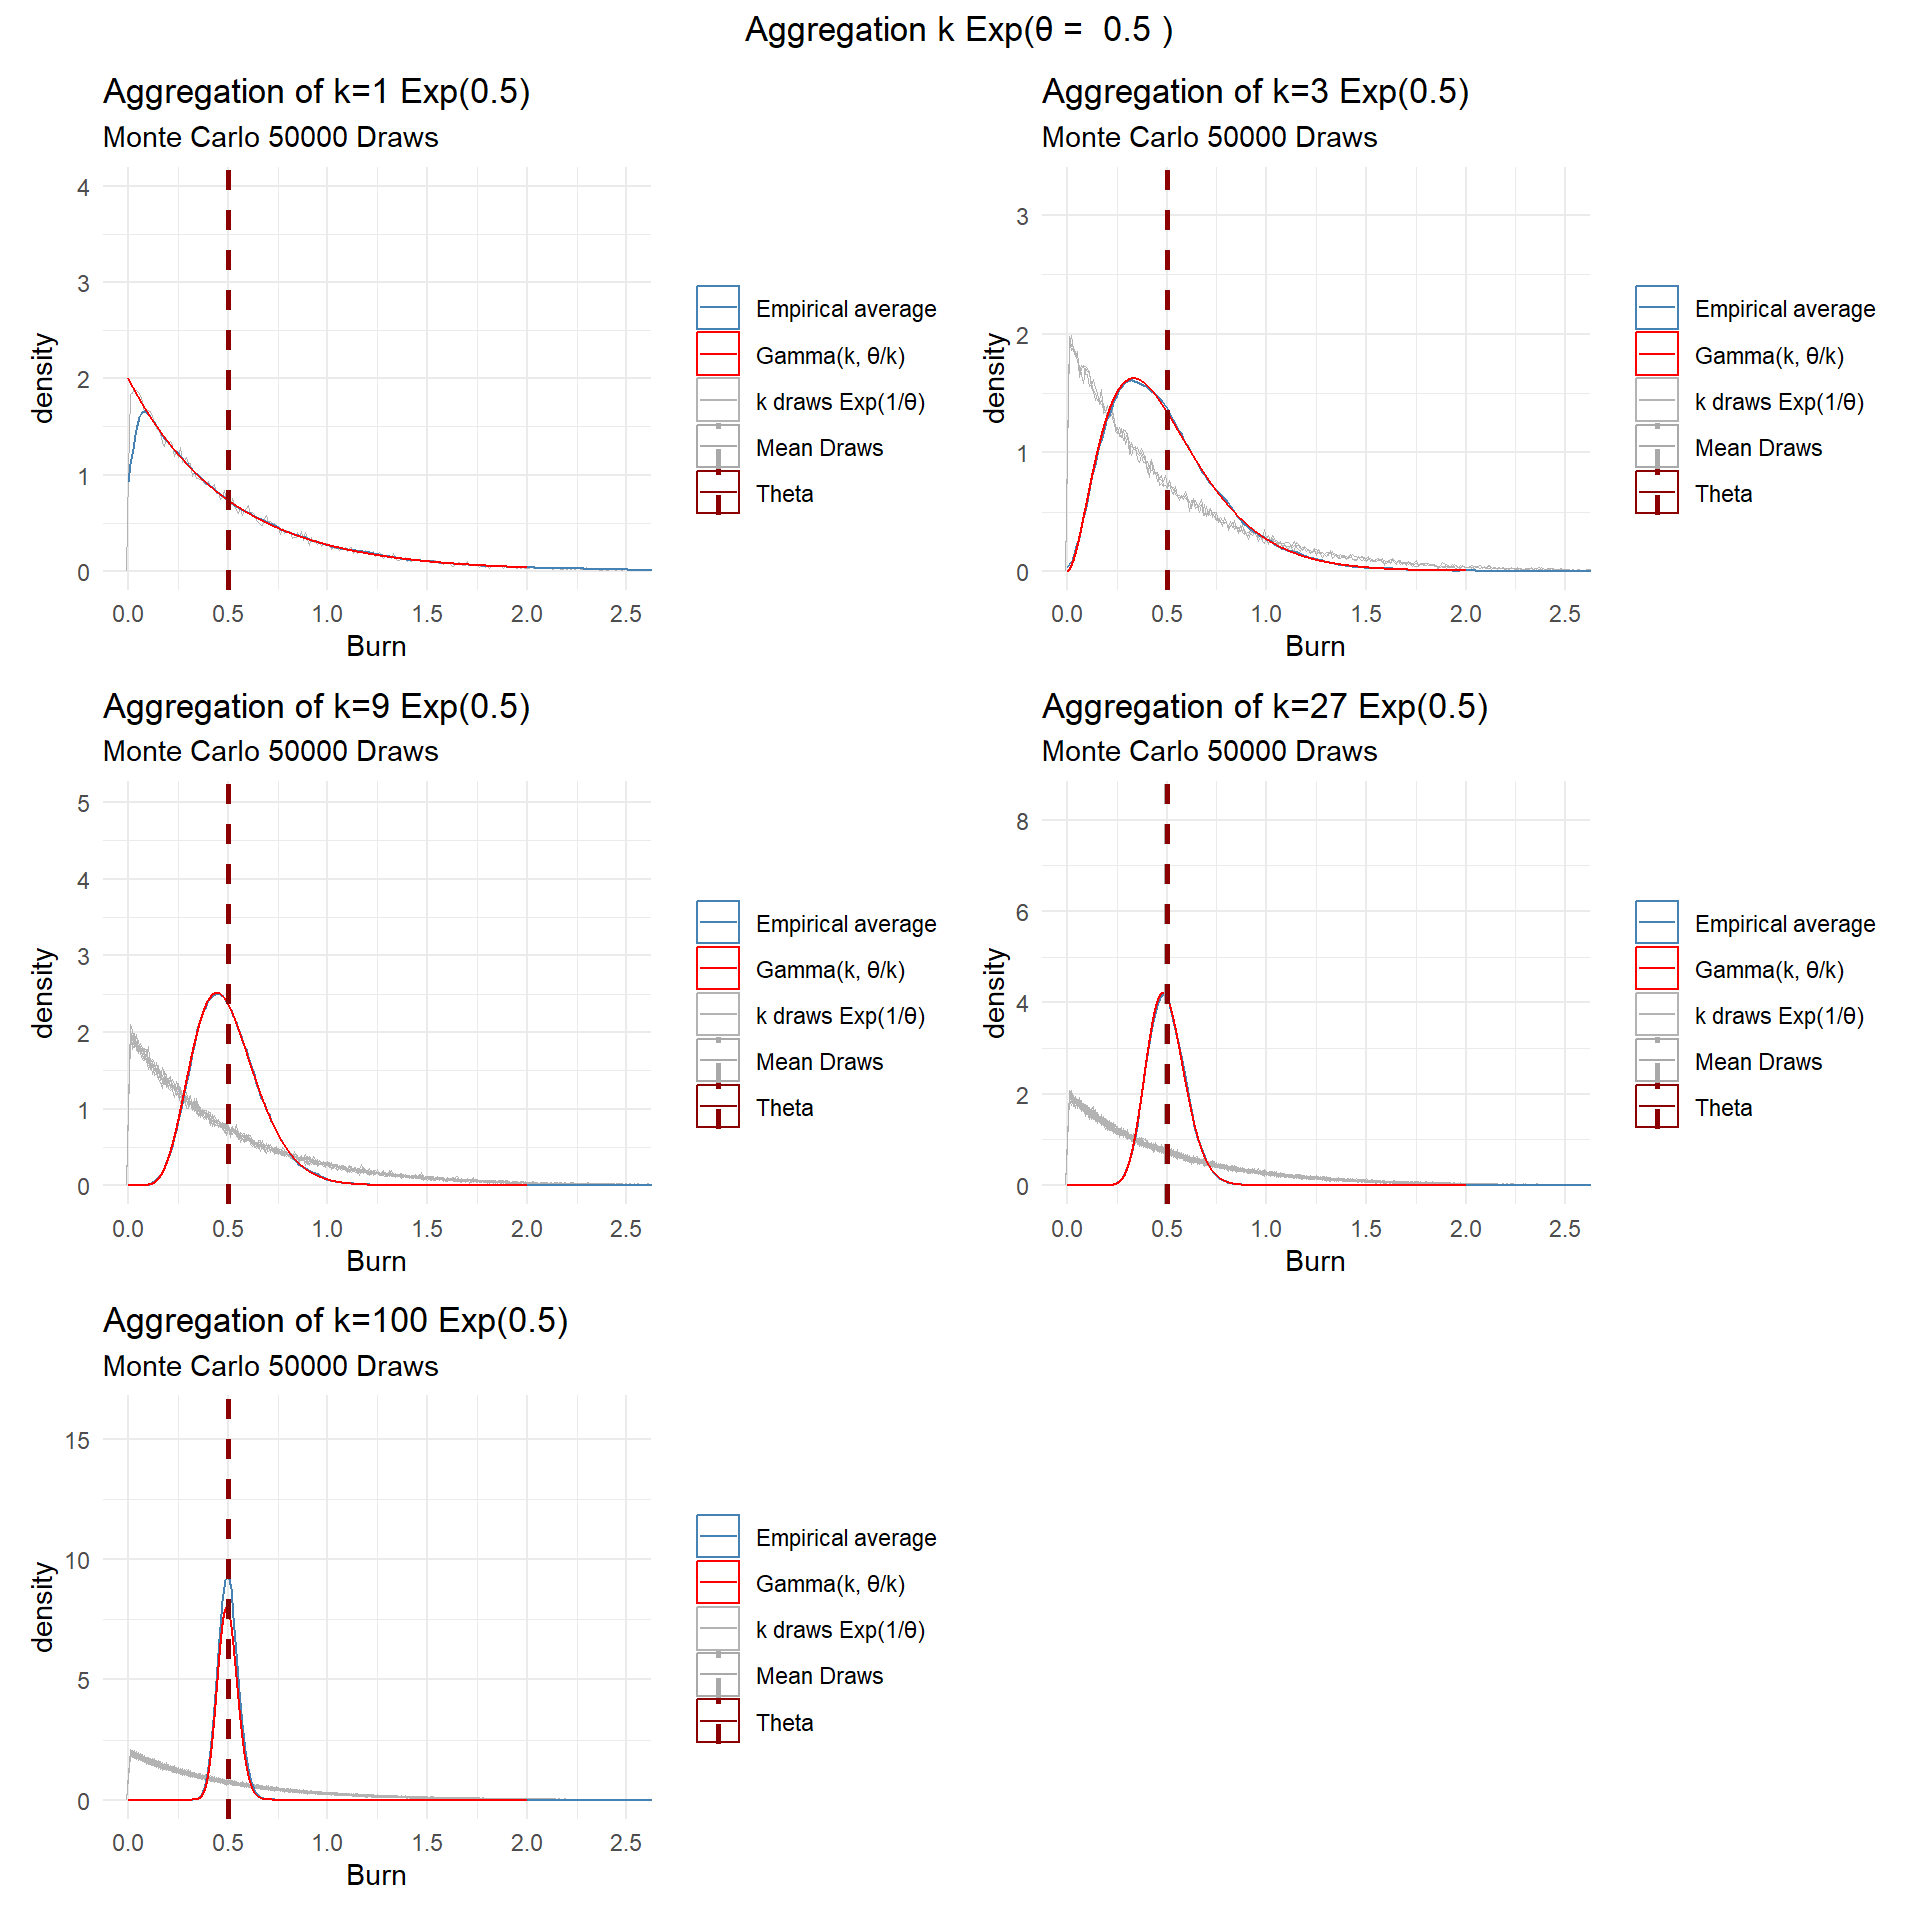 Aggregation k Exp(θ =  0.5 )
Aggregation of k=1 Exp(0.5)
Monte Carlo 50000 Draws
density
4
3
2
1
0
0.0 0.5 1.0 1.5 2.0 2.5
Burn
Empirical average
Gamma(k, θ/k)
k draws Exp(1/θ)
Mean Draws
Theta
Aggregation of k=3 Exp(0.5)
Monte Carlo 50000 Draws
density
3
2
1
0
0.0 0.5 1.0 1.5 2.0 2.5
Burn
Empirical average
Gamma(k, θ/k)
k draws Exp(1/θ)
Mean Draws
Theta
Aggregation of k=9 Exp(0.5)
Monte Carlo 50000 Draws
density
5
4
3
2
1
0
0.0 0.5 1.0 1.5 2.0 2.5
Burn
Empirical average
Gamma(k, θ/k)
k draws Exp(1/θ)
Mean Draws
Theta
Aggregation of k=27 Exp(0.5)
Monte Carlo 50000 Draws
density
8
6
4
2
0
0.0 0.5 1.0 1.5 2.0 2.5
Burn
Empirical average
Gamma(k, θ/k)
k draws Exp(1/θ)
Mean Draws
Theta
Aggregation of k=100 Exp(0.5)
Monte Carlo 50000 Draws
density
15
10
5
0
0.0 0.5 1.0 1.5 2.0 2.5
Burn
Empirical average
Gamma(k, θ/k)
k draws Exp(1/θ)
Mean Draws
Theta